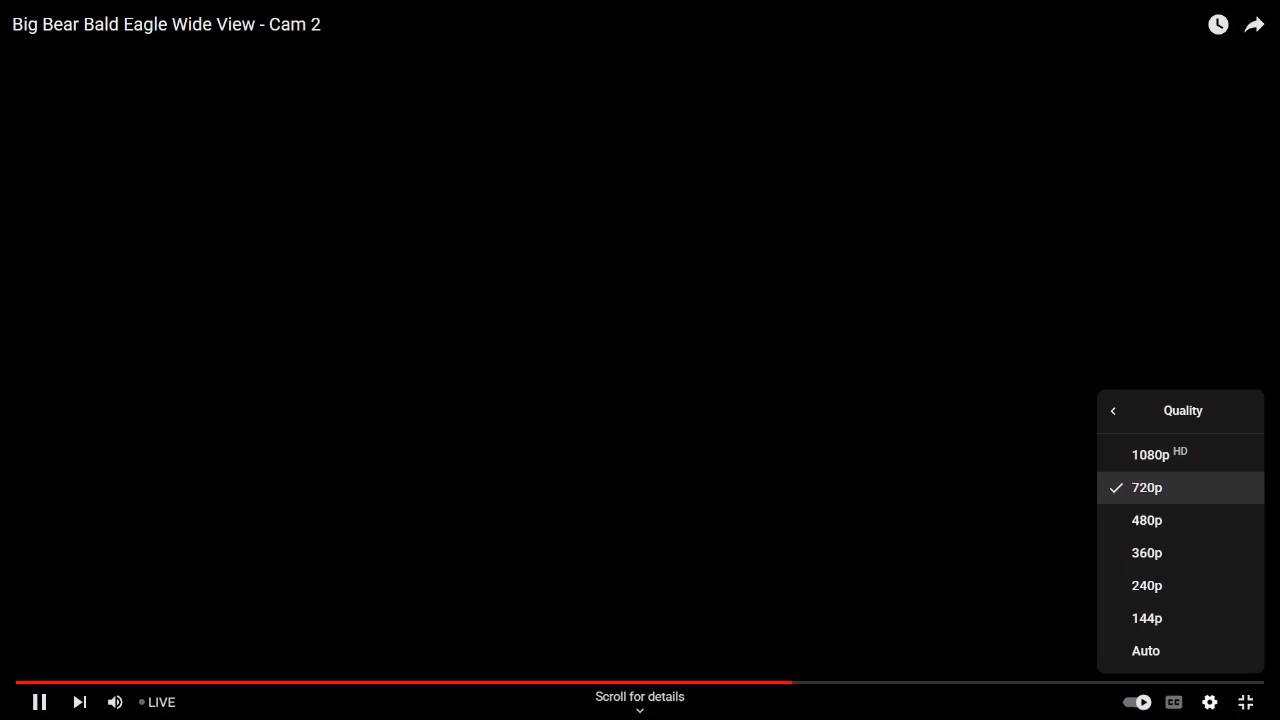 Big Bear Bald Eagle Wide View - Cam 2
Quality
1080p HD
720p
480p
360p
240p
144p
Auto
LIVE
Scroll for details
CC